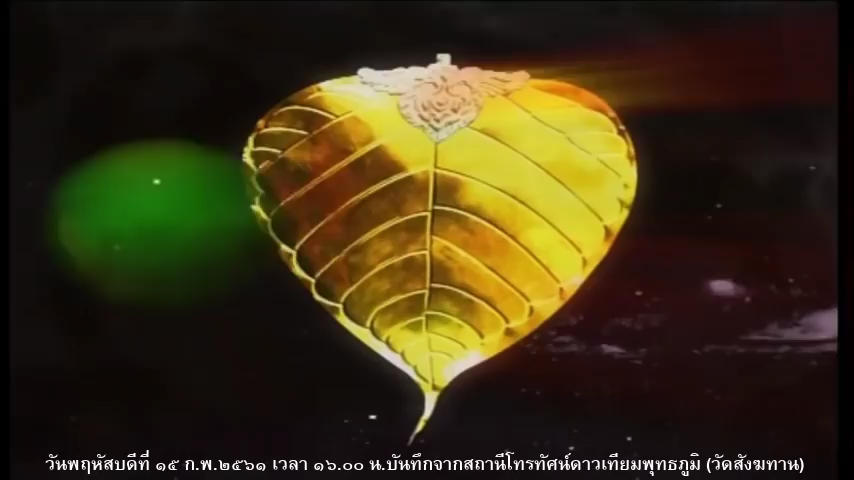 วันพฤหัสบดีที่ ๑๕ ก.พ.๒๕๖๑ เวลา ๑๖.๐๐ น.บันทึกจากสถานีโทรทัศน์ดาวเทียมพุทธภูมิ (วัดสังฆทาน)